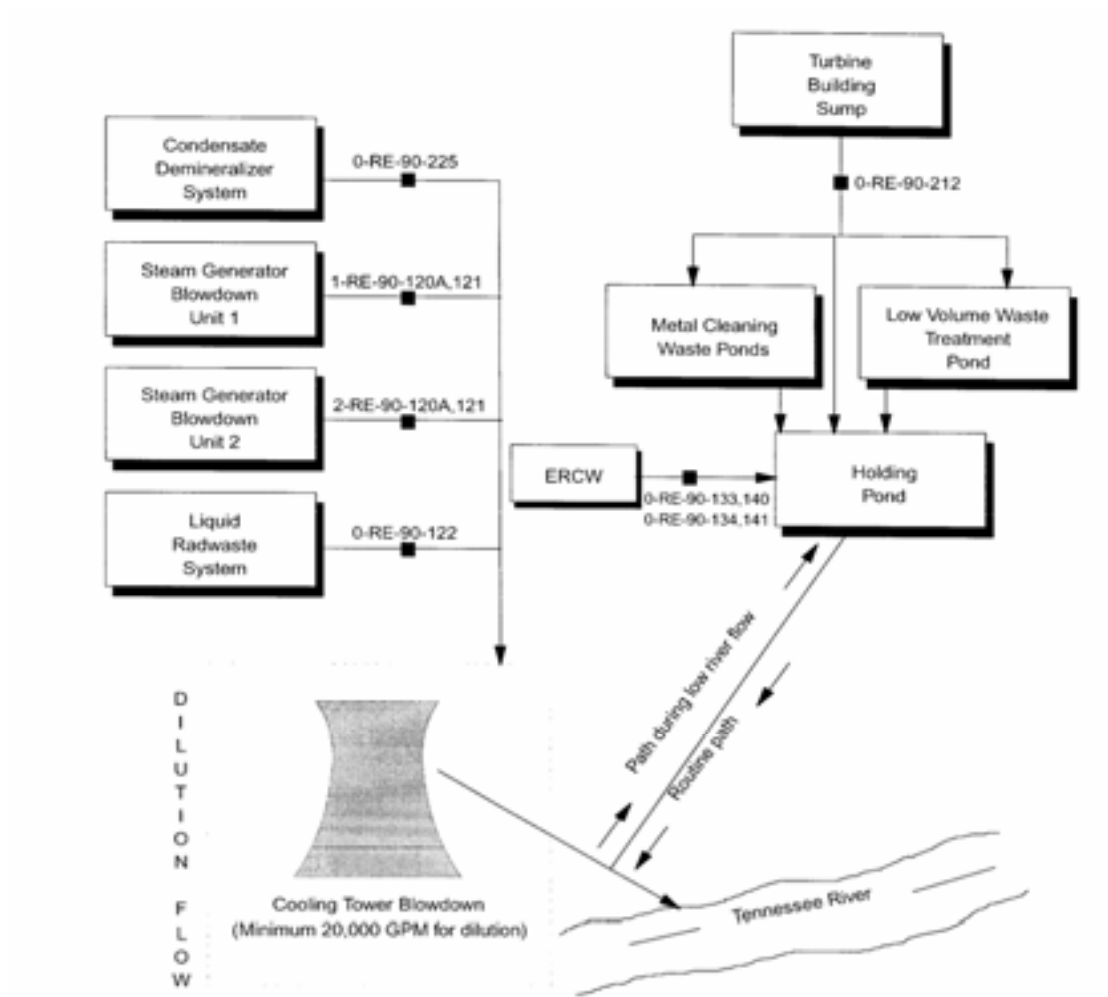 Turbine
Building
Sump
Condensate
Demineralizer
System
0-RE-90-225
0-RE-90-212
Steam Generator
Blowdown
Unit 1
1-RE-90-120A,121
Metal Cleaning
Waste Ponds
Low Volume Waste
Treatment
Pond
Steam Generator
Blowdown
Unit 2
2-RE-90-120A,121
ERCW
0-RE-90-133,140
0-RE-90-134,141
Holding
Pond
Liquid
Radwaste
System
0-RE-90-122
Path during low river flow
Routine path
DILUTION
FLOW
Cooling Tower Blowdown
(Minimum 20,000 GPM for dilution)
Tennessee River